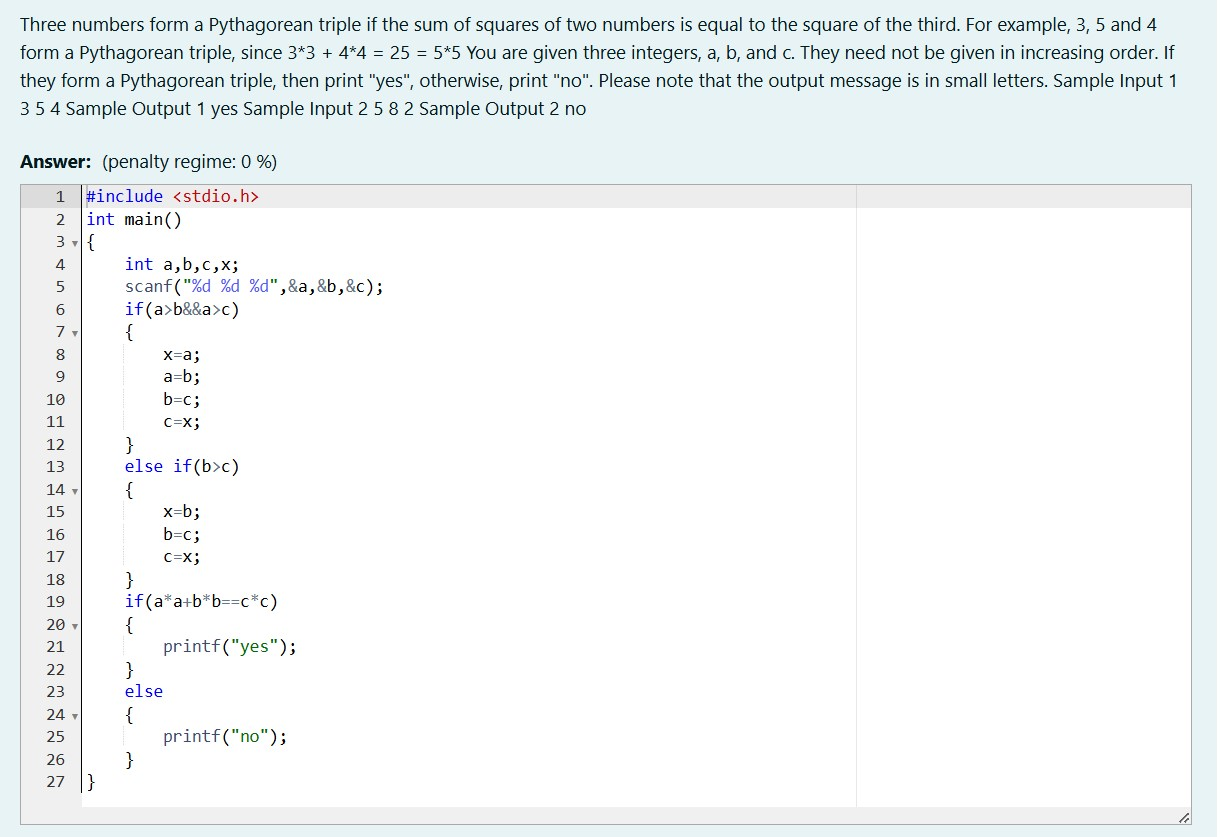 Three numbers form a Pythagorean triple if the sum of squares of two numbers is equal to the square of the third. For example, 3, 5 and 4
form a Pythagorean triple, since 3*3 + 4*4 = 25 = 5*5 You are given three integers, a, b, and c. They need not be given in increasing order. If
they form a Pythagorean triple, then print "yes", otherwise, print "no". Please note that the output message is in small letters. Sample Input 1
3 5 4 Sample Output 1 yes Sample Input 2 5 8 2 Sample Output 2 no
Answer: (penalty regime: 0 %)
1 #include <stdio.h>
2 int main()
3 {
4     int a,b,c,x;
5     scanf("%d %d %d",&a,&b,&c);
6     if(a>b&&a>c)
7     {
8         x=a;
9         a=b;
10         b=c;
11         c=x;
12     }
13     else if(b>c)
14     {
15         x=b;
16         b=c;
17         c=x;
18     }
19     if(a*a+b*b==c*c)
20     {
21         printf("yes");
22     }
23     else
24     {
25         printf("no");
26     }
27 }